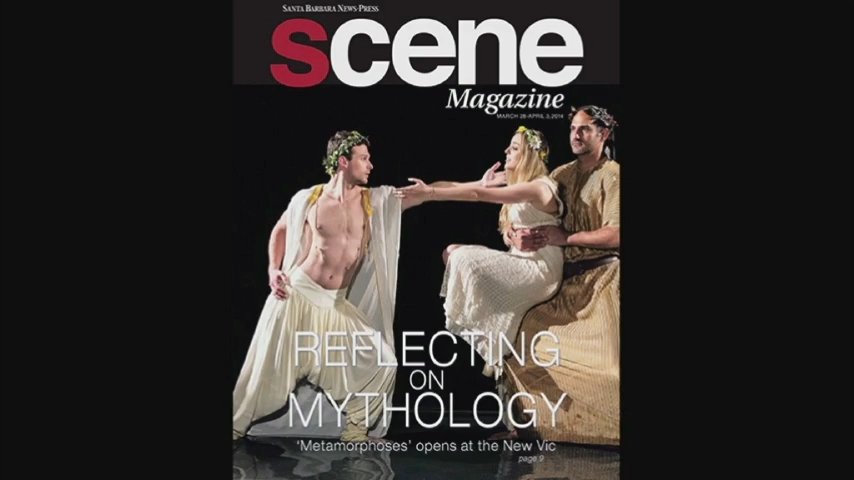 SANTA BARBARA NEWS-PRESS
scene
Magazine
MARCH 28-APRIL 3, 2014
REFLECTING
ON
MYTHOLOGY
'Metamorphoses' opens at the New Vic
page 9